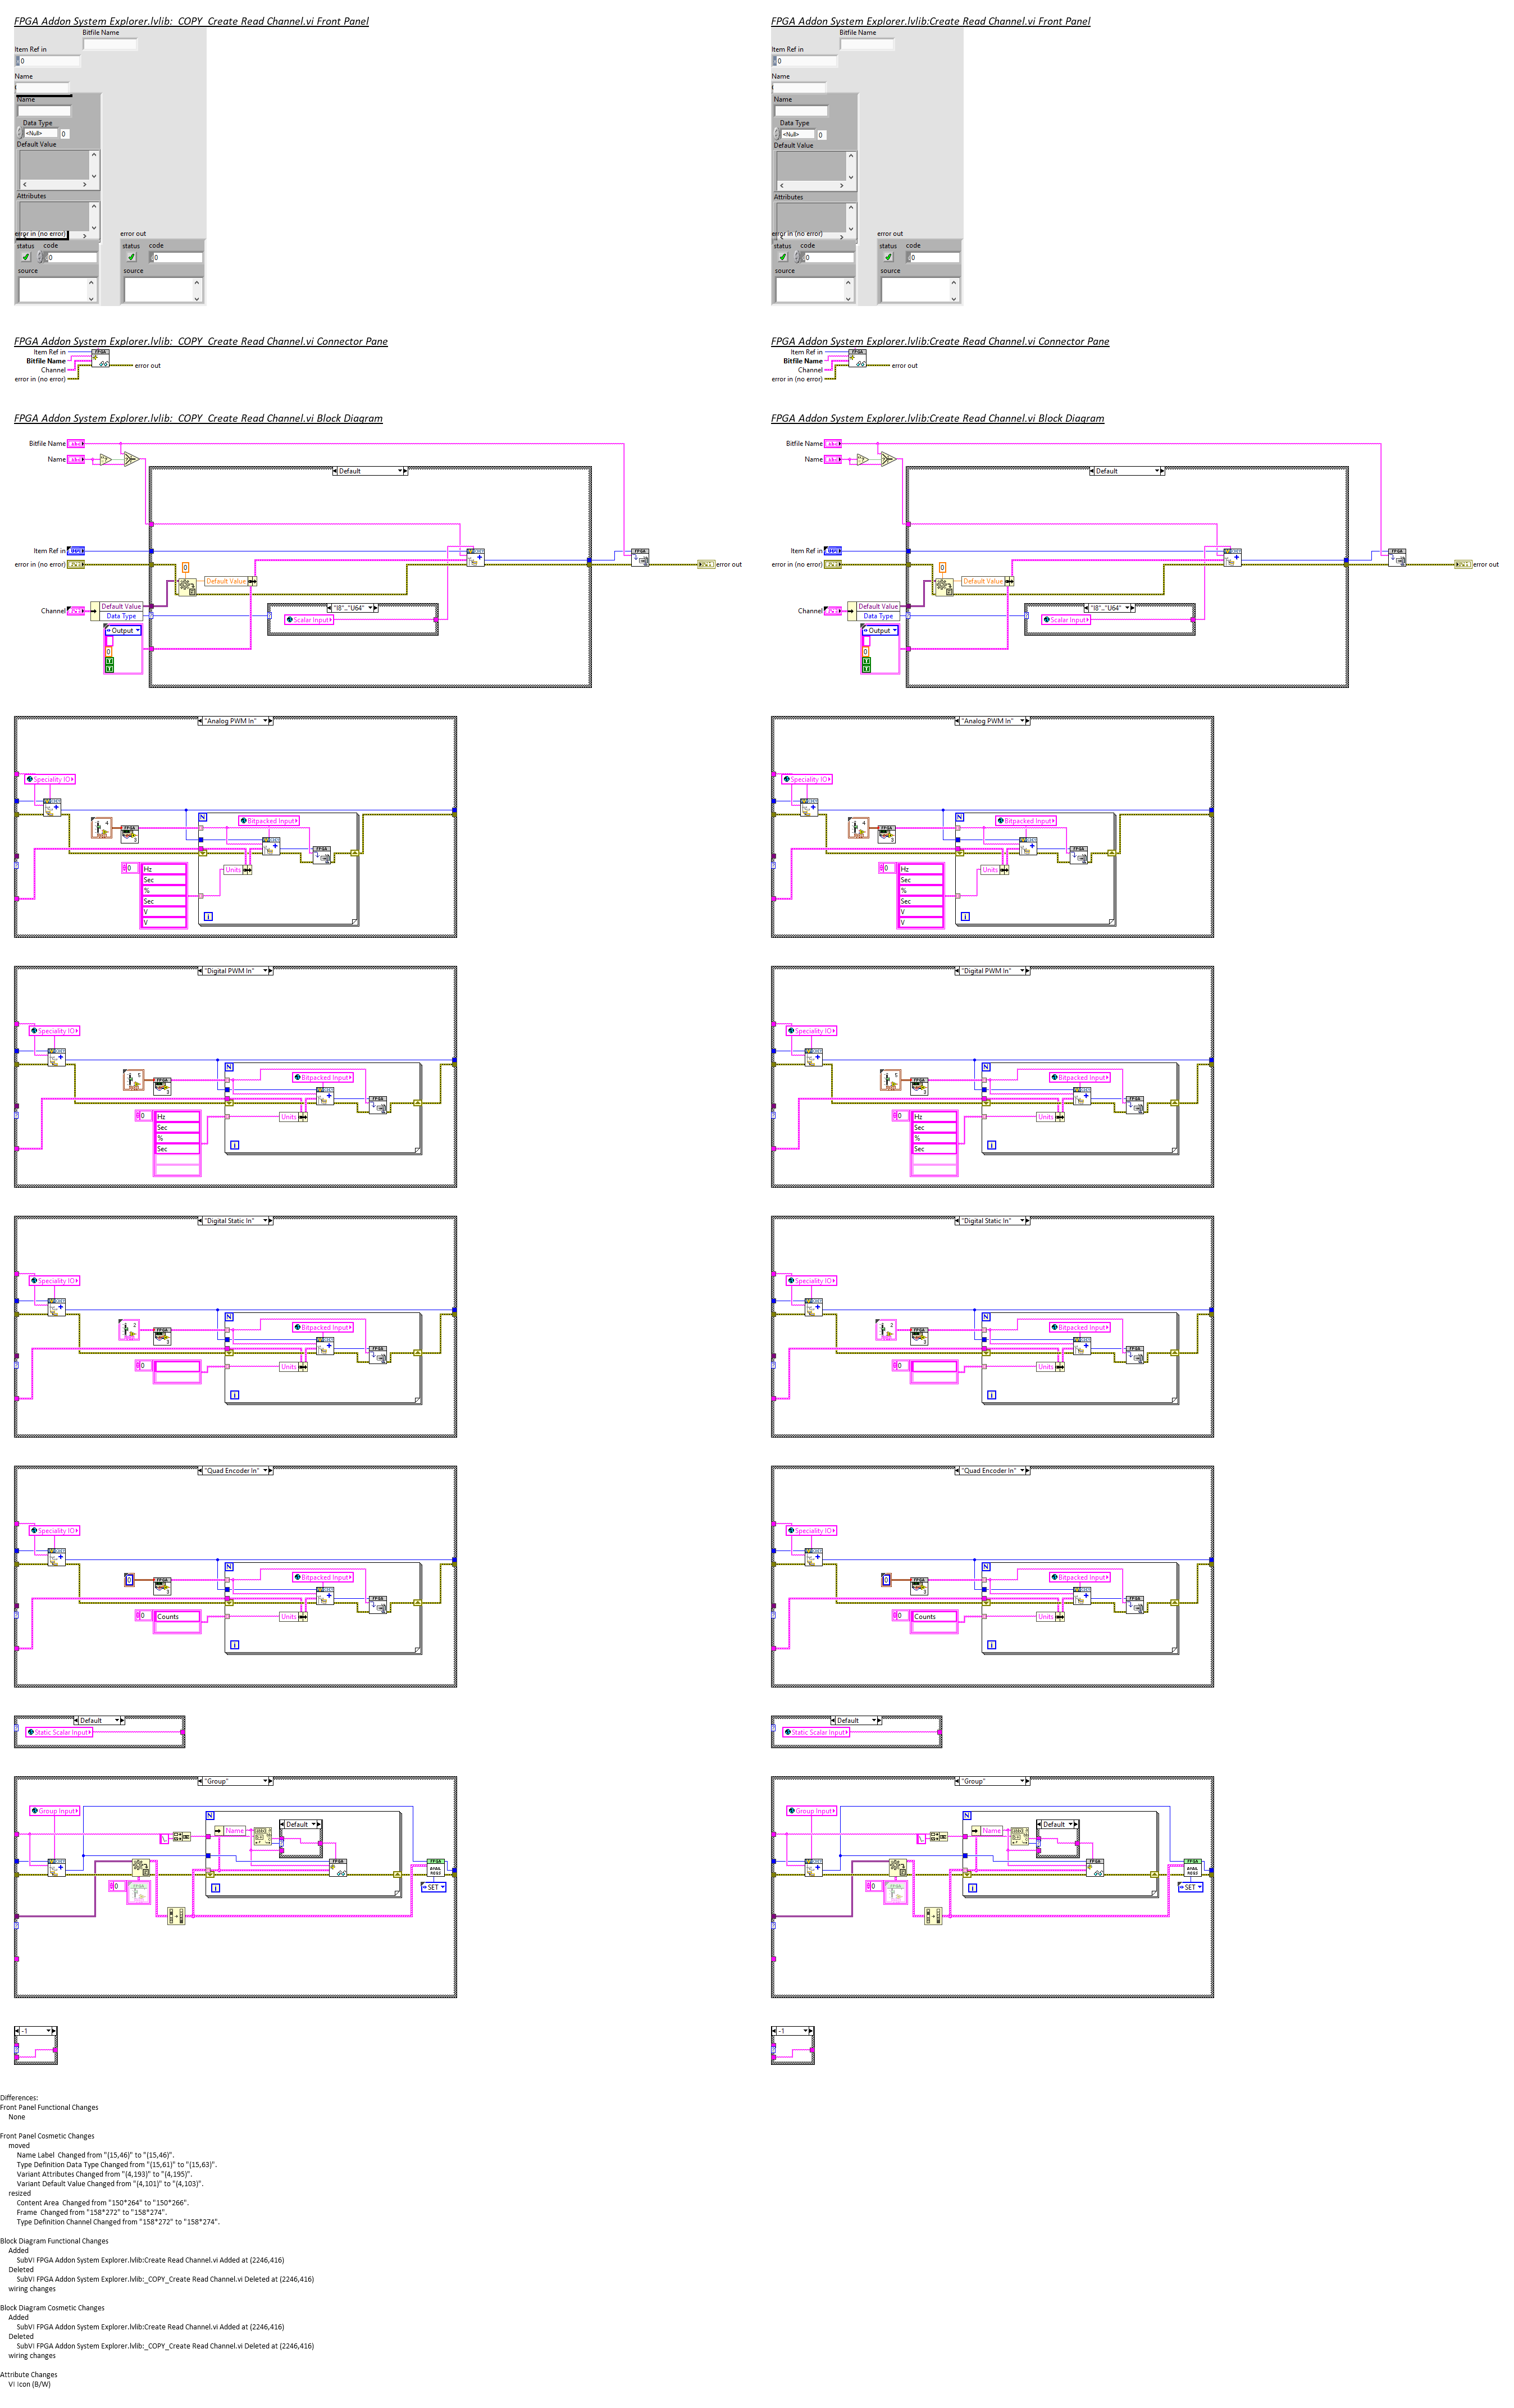 FPGA Addon System Explorer.lvlib:_COPY_Create Read Channel.vi Front Panel
Bitfile Name
Item Ref in
0
Name
Name
Data Type
<Null>
0
Default Value
Attributes
error in (no error)
status code
0
source
error out
status code
0
source
FPGA Addon System Explorer.lvlib:Create Read Channel.vi Front Panel
Bitfile Name
Item Ref in
0
Name
Name
Data Type
<Null>
0
Default Value
Attributes
error in (no error)
status code
0
source
error out
status code
0
source
FPGA Addon System Explorer.lvlib:_COPY_Create Read Channel.vi Connector Pane
Item Ref in
Bitfile Name
Channel
error in (no error)
error out
FPGA
FPGA Addon System Explorer.lvlib:Create Read Channel.vi Connector Pane
Item Ref in
Bitfile Name
Channel
error in (no error)
error out
FPGA
FPGA Addon System Explorer.lvlib:_COPY_Create Read Channel.vi Block Diagram
Bitfile Name
Name
Default
Item Ref in
error in (no error)
error out
0
Default Value
Channel
Default Value
Data Type
"I8".."U64"
Scalar Input
Output
0
FPGA Addon System Explorer.lvlib:Create Read Channel.vi Block Diagram
Bitfile Name
Name
Default
Item Ref in
error in (no error)
error out
0
Default Value
Channel
Default Value
Data Type
"I8".."U64"
Scalar Input
Output
0
"Analog PWM In"
Speciality IO
N
Bitpacked Input
4
Units
0
Hz
Sec
%
Sec
V
V
i
"Analog PWM In"
Speciality IO
N
Bitpacked Input
4
Units
0
Hz
Sec
%
Sec
V
V
i
"Digital PWM In"
Speciality IO
N
Bitpacked Input
5
Units
0
Hz
Sec
%
Sec
i
"Digital PWM In"
Speciality IO
N
Bitpacked Input
5
Units
0
Hz
Sec
%
Sec
i
"Digital Static In"
Speciality IO
N
Bitpacked Input
2
Units
0
i
"Digital Static In"
Speciality IO
N
Bitpacked Input
2
Units
0
i
"Quad Encoder In"
Speciality IO
N
Bitpacked Input
0
Units
0
Counts
i
"Quad Encoder In"
Speciality IO
N
Bitpacked Input
0
Units
0
Counts
i
Default
Static Scalar Input
Default
Static Scalar Input
"Group"
Group Input
N
Name
Default
0
i
SET
"Group"
Group Input
N
Name
Default
0
i
SET
-1
-1
Differences:
Front Panel Functional Changes
None
Front Panel Cosmetic Changes
moved
Name Label  Changed from "(15,46)" to "(15,46)".
Type Definition Data Type Changed from "(15,61)" to "(15,63)".
Variant Attributes Changed from "(4,193)" to "(4,195)".
Variant Default Value Changed from "(4,101)" to "(4,103)".
resized
Content Area  Changed from "150*264" to "150*266".
Frame  Changed from "158*272" to "158*274".
Type Definition Channel Changed from "158*272" to "158*274".
Block Diagram Functional Changes
Added
SubVI FPGA Addon System Explorer.lvlib:Create Read Channel.vi Added at (2246,416)
Deleted
SubVI FPGA Addon System Explorer.lvlib:_COPY_Create Read Channel.vi Deleted at (2246,416)
wiring changes
Block Diagram Cosmetic Changes
Added
SubVI FPGA Addon System Explorer.lvlib:Create Read Channel.vi Added at (2246,416)
Deleted
SubVI FPGA Addon System Explorer.lvlib:_COPY_Create Read Channel.vi Deleted at (2246,416)
wiring changes
Attribute Changes
VI Icon (B/W)